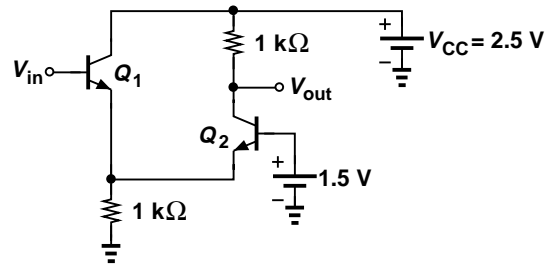 1 kΩ
V_CC = 2.5 V
+
−
V_in
Q_1
V_out
Q_2
+
1.5 V
−
1 kΩ